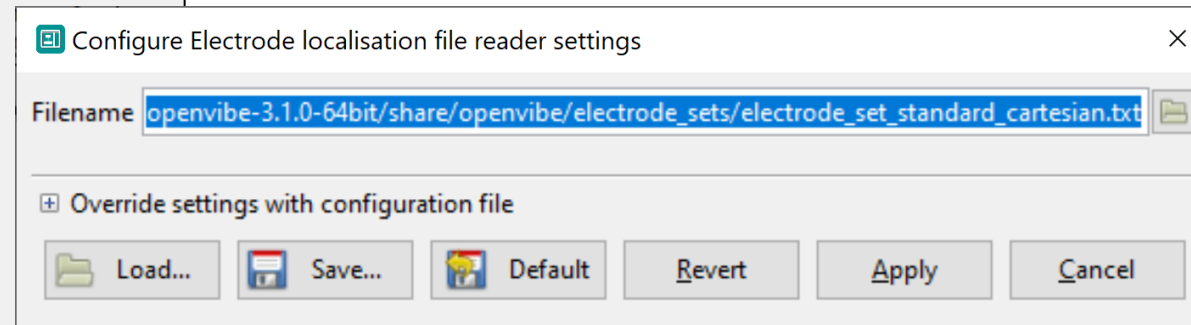 Configure Electrode localisation file reader settings
Filename openvibe-3.1.0-64bit/share/openvibe/electrode_sets/electrode_set_standard_cartesian.txt
Override settings with configuration file
Load... Save... Default Revert Apply Cancel